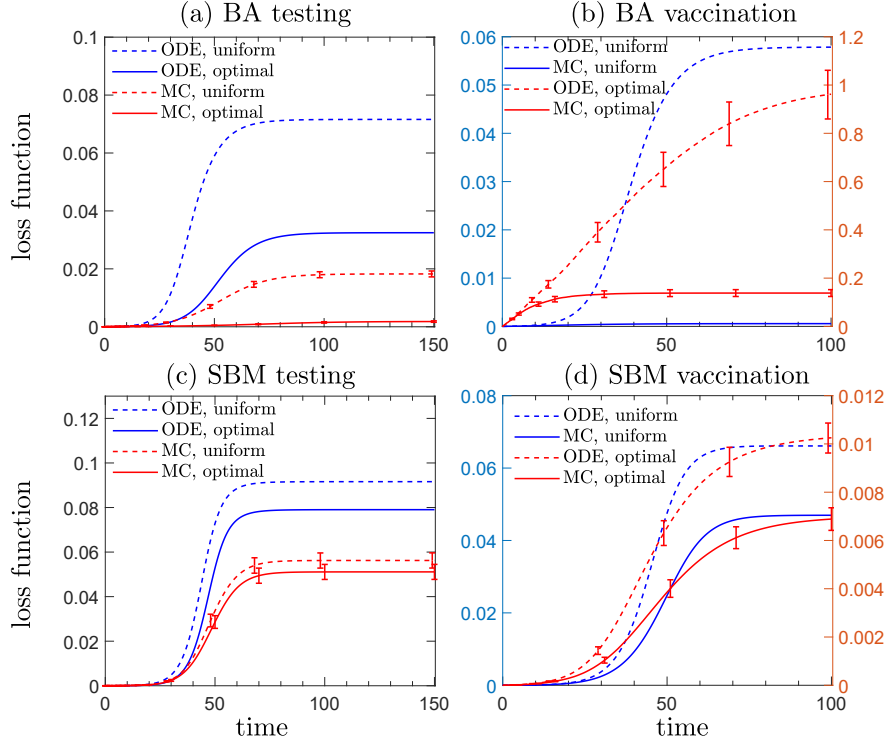 (a) BA testing
0.1
0.08
0.06
0.04
0.02
0
0
50
100
150
loss function
ODE, uniform
ODE, optimal
MC, uniform
MC, optimal
(b) BA vaccination
0.06
0.05
0.04
0.03
0.02
0.01
0
0
50
100
1.2
1
0.8
0.6
0.4
0.2
0
ODE, uniform
MC, uniform
ODE, optimal
MC, optimal
(c) SBM testing
0.12
0.1
0.08
0.06
0.04
0.02
0
0
50
100
150
loss function
time
ODE, uniform
ODE, optimal
MC, uniform
MC, optimal
(d) SBM vaccination
0.08
0.06
0.04
0.02
0
0
50
100
time
0.012
0.01
0.008
0.006
0.004
0.002
0
ODE, uniform
MC, uniform
ODE, optimal
MC, optimal